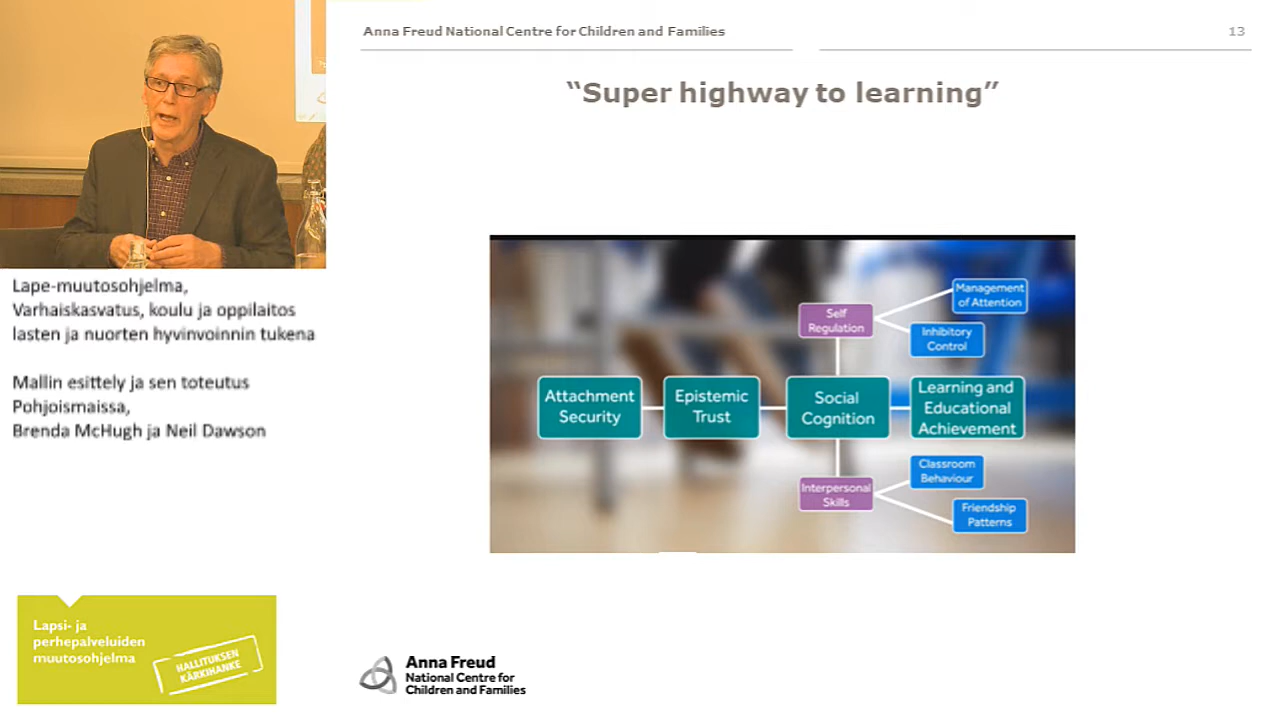 Anna Freud National Centre for Children and Families
13
“Super highway to learning”
Lape-muutosohjelma,
Varhaiskasvatus, koulu ja oppilaitos
lasten ja nuorten hyvinvoinnin tukena
Mallin esittely ja sen toteutus
Pohjoismaissa,
Brenda McHugh ja Neil Dawson
Attachment
Security
Epistemic
Trust
Social
Cognition
Learning and
Educational
Achievement
Self
Regulation
Management
of Attention
Inhibitory
Control
Interpersonal
Skills
Classroom
Behaviour
Friendship
Patterns
Lapsi- ja
perhepalveluiden
muutosohjelma
HALLITUKSEN
KÄRKIHANKE
Anna Freud
National Centre for
Children and Families